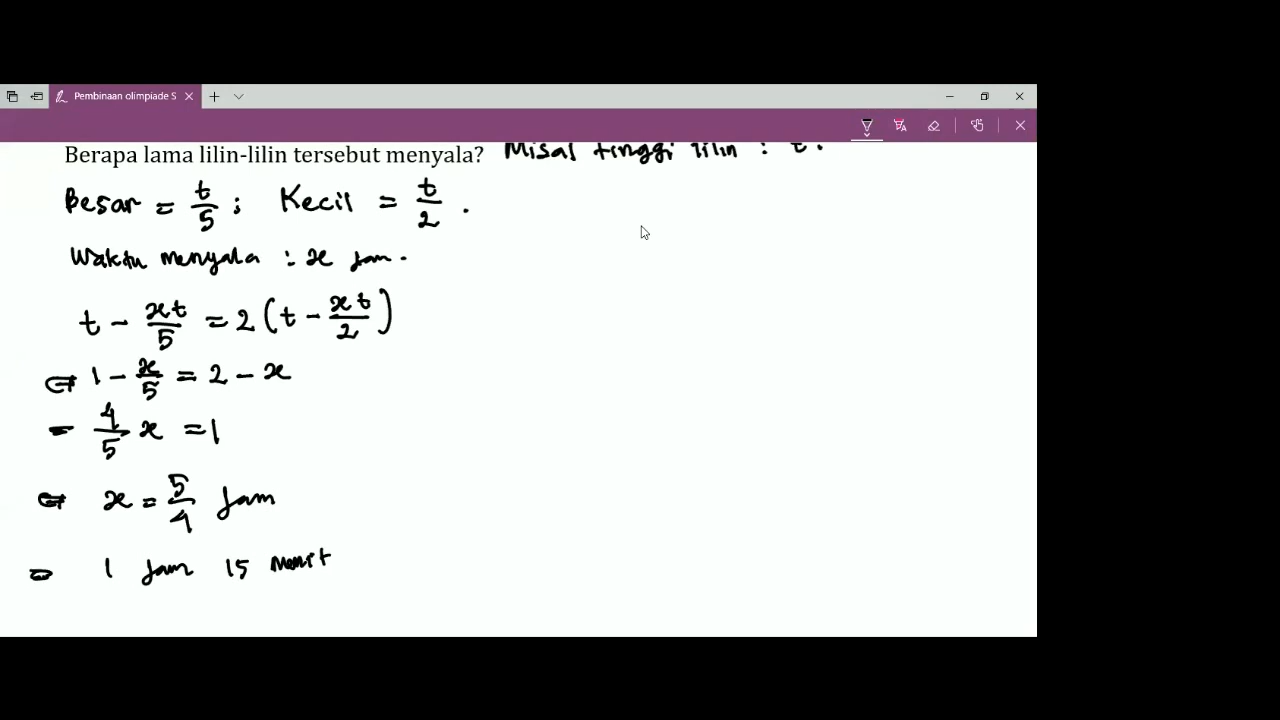 Pembinaan olimpiade S
Berapa lama lilin-lilin tersebut menyala? Misal tinggi lilin : t.
Besar = t/5 ; Kecil = t/2 .
Waktu menyala : x jam.
t - xt/5 = 2 (t - xt/2)
⇔ 1 - x/5 = 2 - x
4/5 x = 1
⇔ x = 5/4 jam
1 jam 15 menit